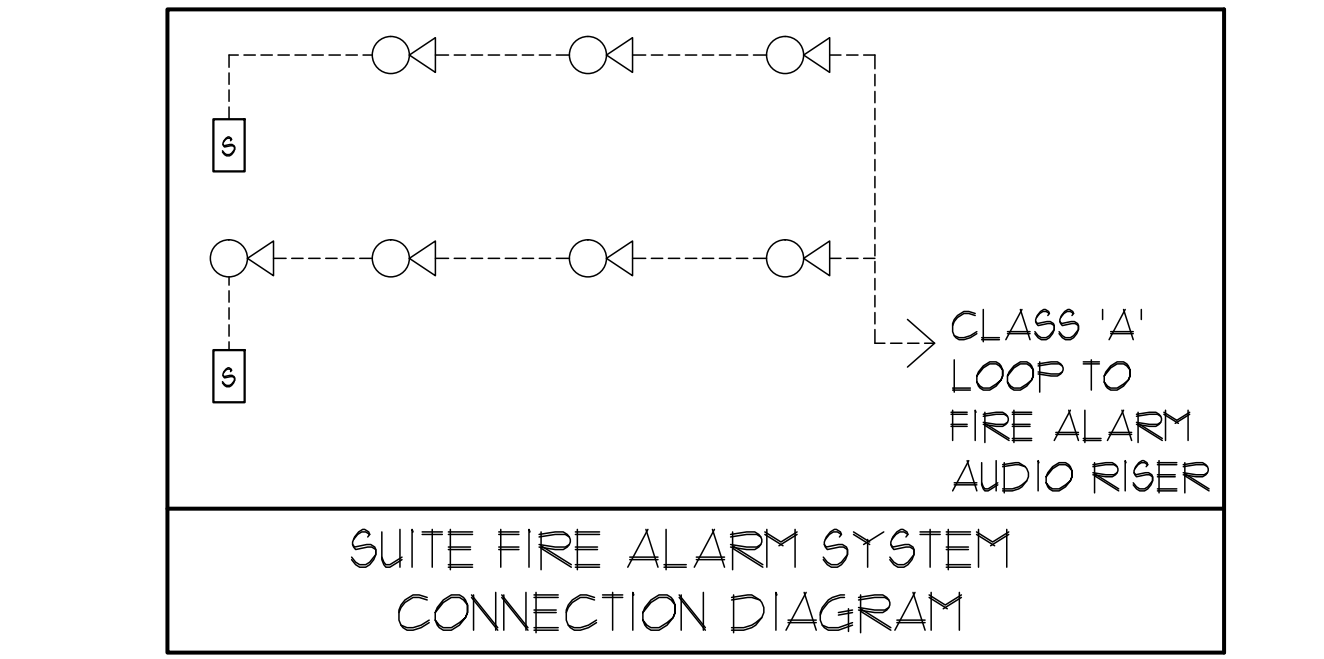 S
S
CLASS 'A'
LOOP TO
FIRE ALARM
AUDIO RISER
SUITE FIRE ALARM SYSTEM
CONNECTION DIAGRAM